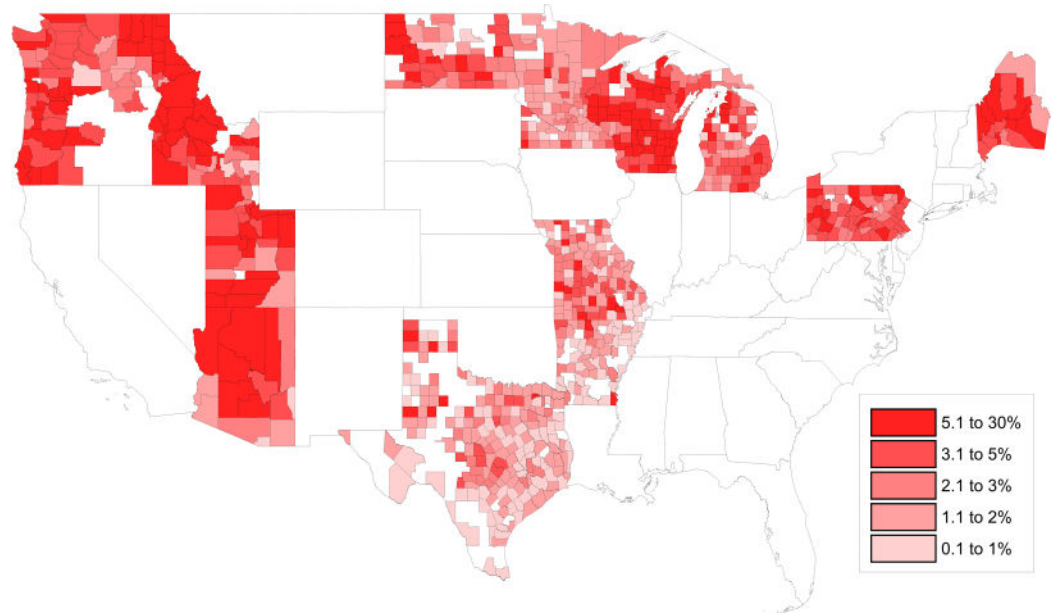 5.1 to 30%
3.1 to 5%
2.1 to 3%
1.1 to 2%
0.1 to 1%